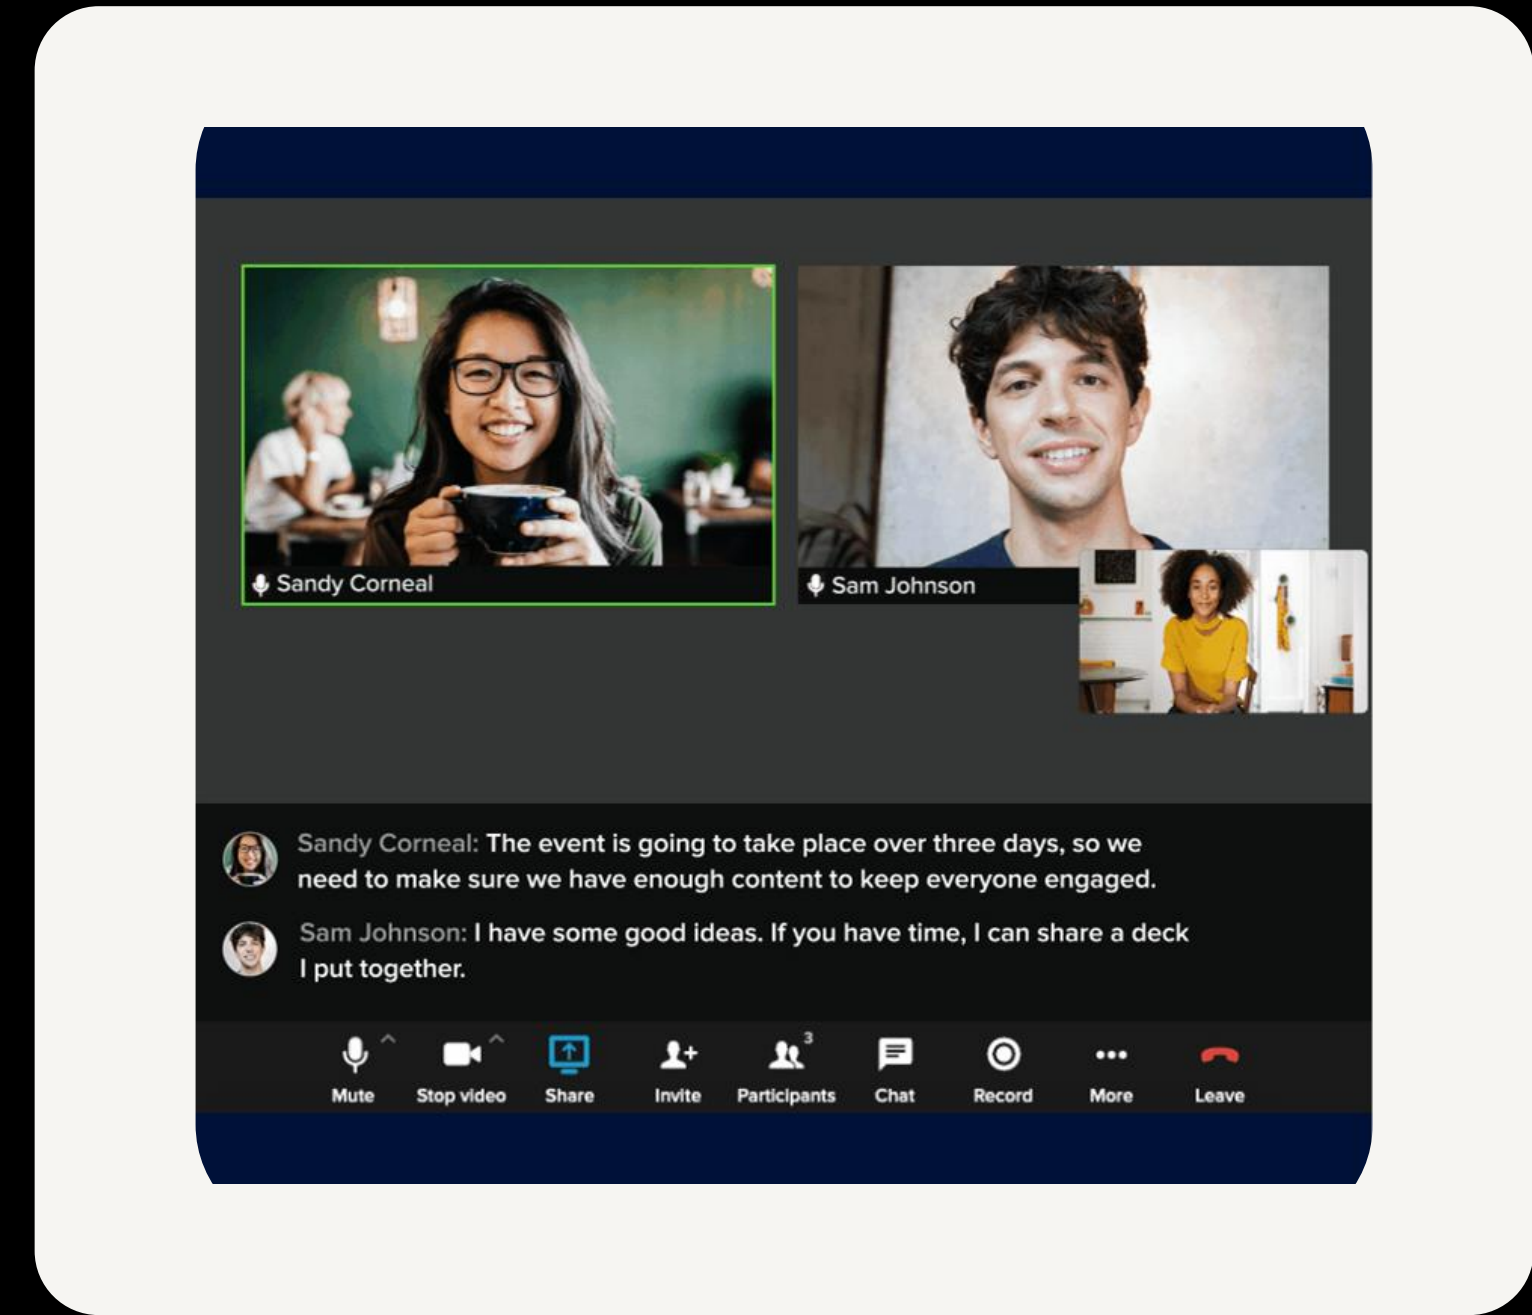 Sandy Corneal
Sam Johnson
Sandy Corneal: The event is going to take place over three days, so we
need to make sure we have enough content to keep everyone engaged.
Sam Johnson: I have some good ideas. If you have time, I can share a deck
I put together.
3
Mute Stop video Share Invite Participants Chat Record More Leave